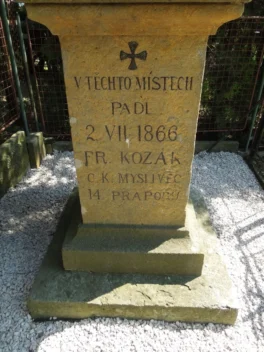 V TĚCHTO MÍSTECH
PADL
2. VII. 1866
FR. KOZÁK
C. K. MYSLIVEC
14. PRAPORU